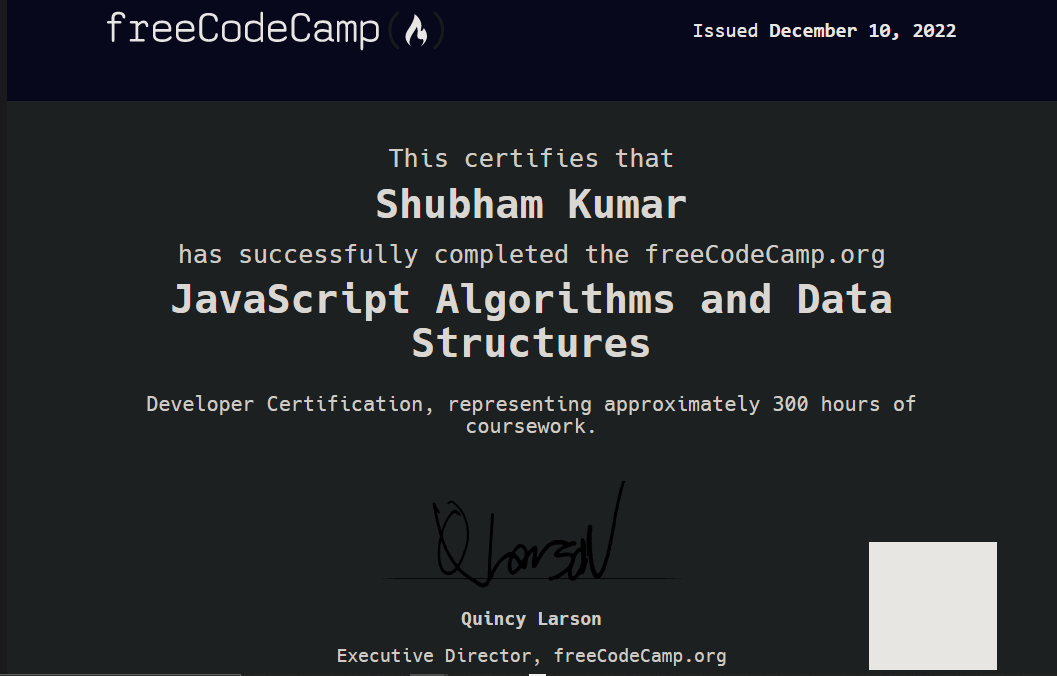 freeCodeCamp
Issued December 10, 2022
This certifies that
Shubham Kumar
has successfully completed the freeCodeCamp.org
JavaScript Algorithms and Data
Structures
Developer Certification, representing approximately 300 hours of
coursework.
Q Larson
Quincy Larson
Executive Director, freeCodeCamp.org